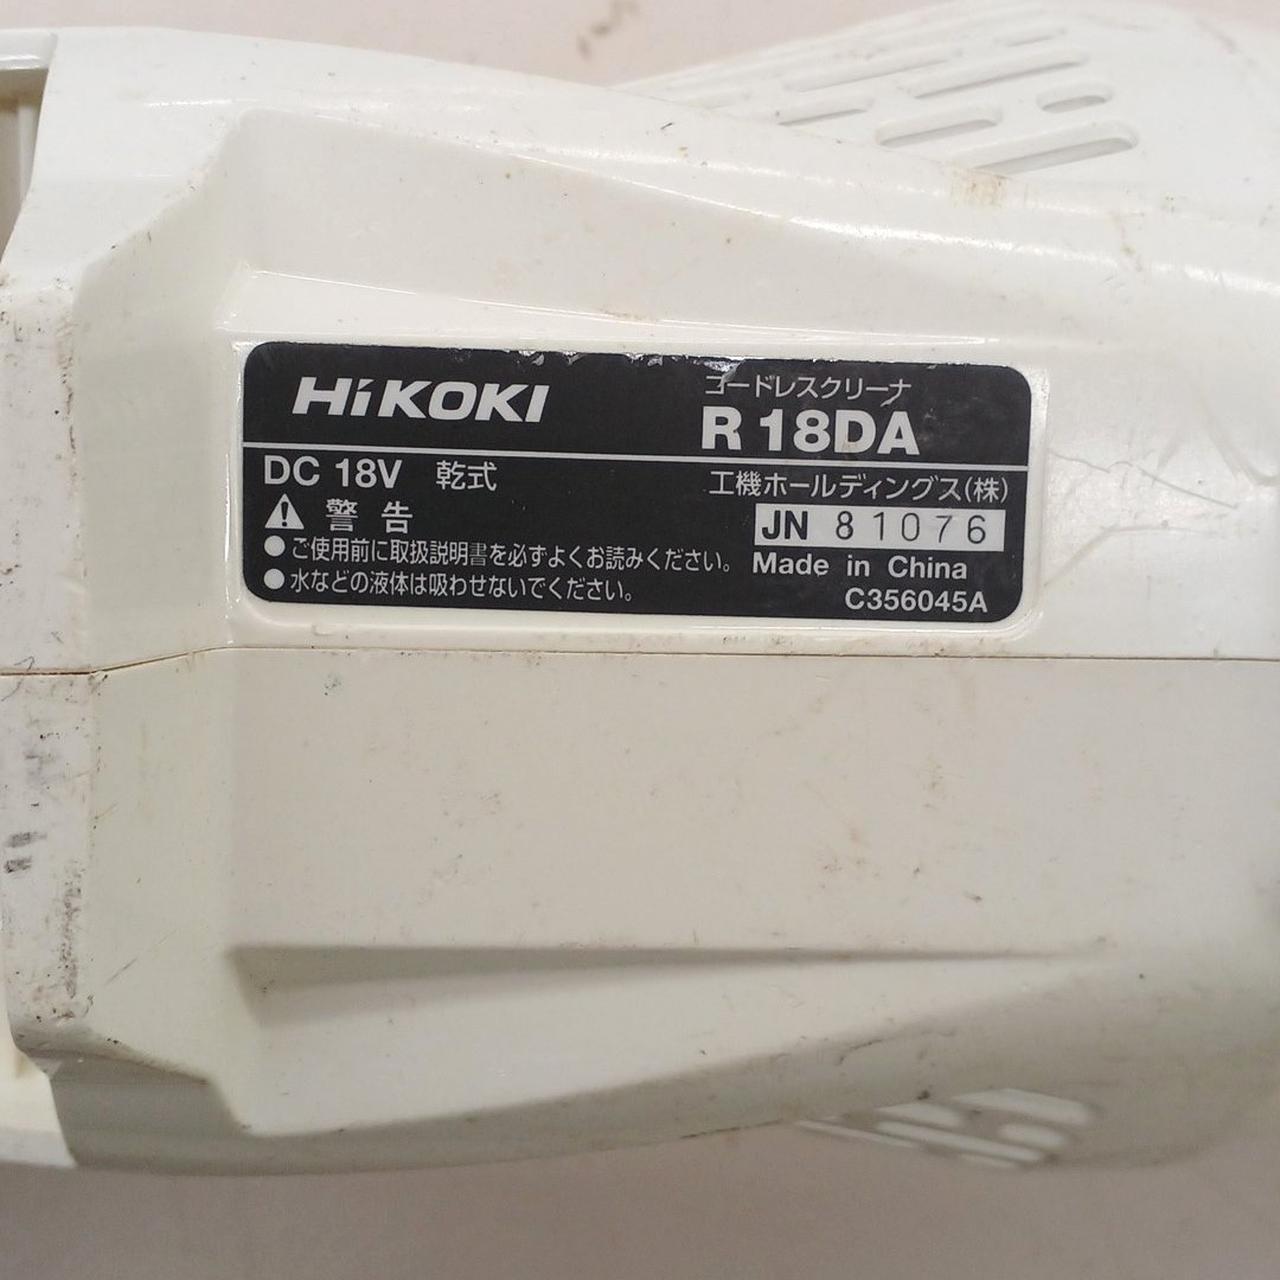 HiKOKI
コードレスクリーナ
R18DA
DC 18V 乾式
工機ホールディングス(株)
警告
JN 81076
●ご使用前に取扱説明書を必ずよくお読みください。
●水などの液体は吸わせないでください。
Made in China
C356045A